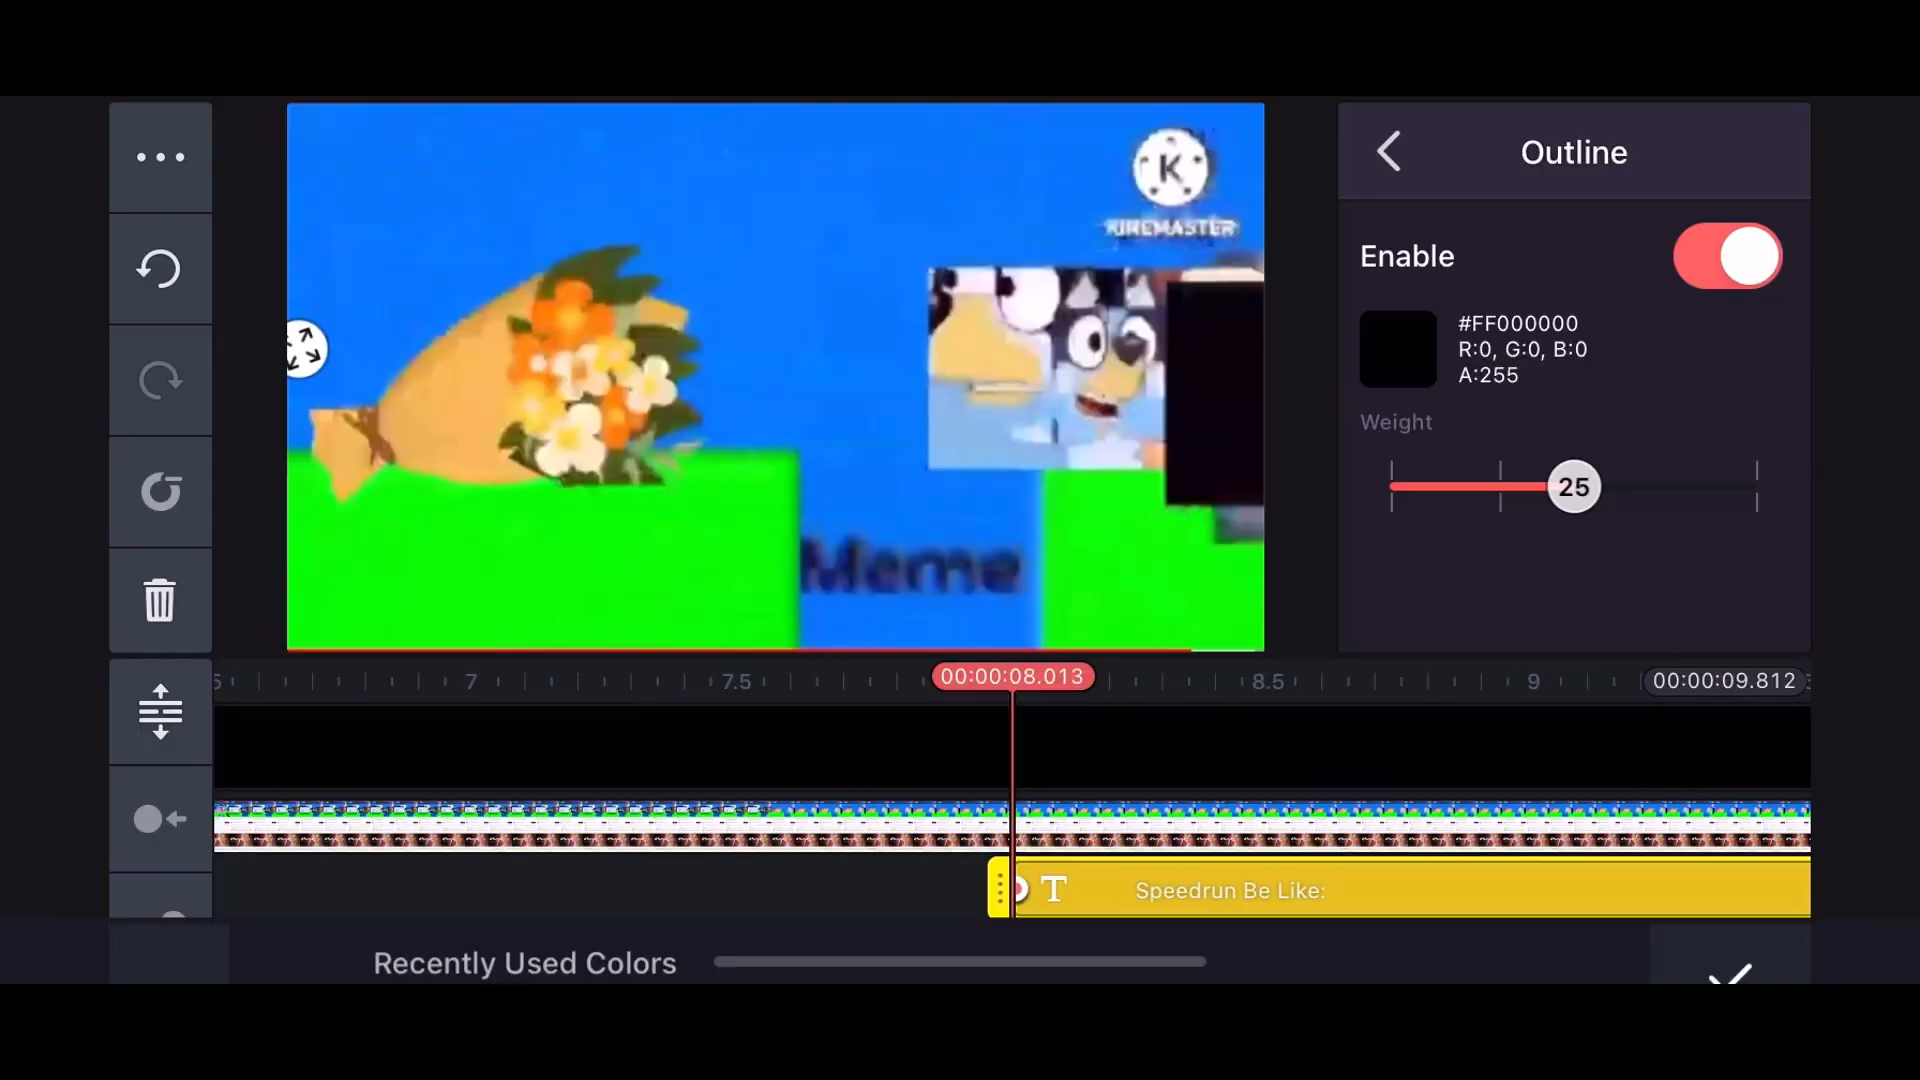 K
KINEMASTER
Meme
Outline
Enable
#FF000000
R:0, G:0, B:0
A:255
Weight
25
7
7.5
00:00:08.013
8.5
9
00:00:09.812
T
Speedrun Be Like:
Recently Used Colors